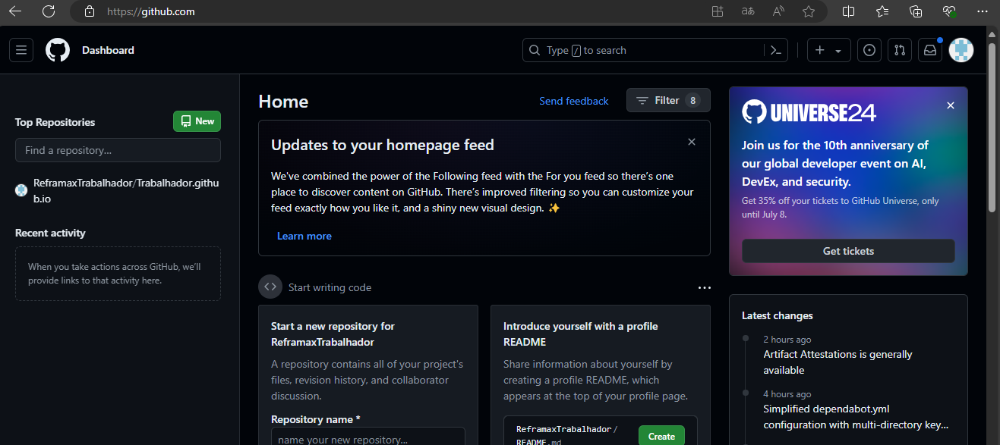 https://github.com
Dashboard
Type / to search
Top Repositories
New
Find a repository...
ReframaxTrabalhador/Trabalhador.githu
b.io
Recent activity
When you take actions across GitHub, we'll
provide links to that activity here.
Home
Send feedback
Filter 8
Updates to your homepage feed
We've combined the power of the Following feed with the For you feed so there's one
place to discover content on GitHub. There's improved filtering so you can customize your
feed exactly how you like it, and a shiny new visual design. ✨
Learn more
Start writing code
Start a new repository for
ReframaxTrabalhador
A repository contains all of your project's
files, revision history, and collaborator
discussion.
Repository name *
name your new repository...
Introduce yourself with a profile
README
Share information about yourself by
creating a profile README, which
appears at the top of your profile page.
ReframaxTrabalhador/
README.md
Create
UNIVERSE24
Join us for the 10th anniversary of
our global developer event on AI,
DevEx, and security.
Get 35% off your tickets to GitHub Universe, only
until July 8.
Get tickets
Latest changes
2 hours ago
Artifact Attestations is generally
available
4 hours ago
Simplified dependabot.yml
configuration with multi-directory key...